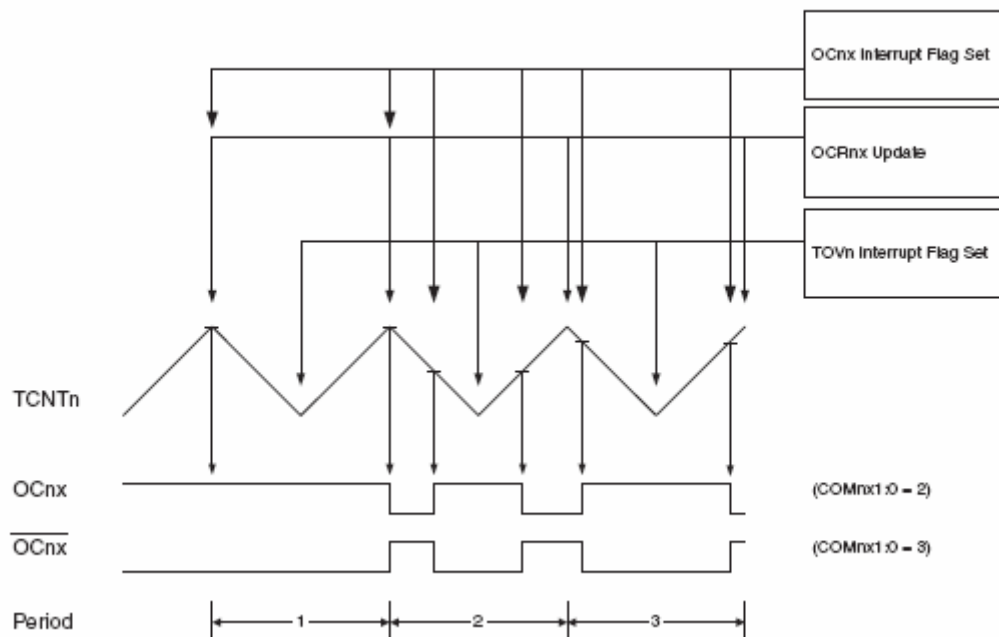 OCnx Interrupt Flag Set
OCRnx Update
TOVn Interrupt Flag Set
TCNTn
OCnx (COMnx1:0 = 2)
OCnx (COMnx1:0 = 3)
Period 1 2 3